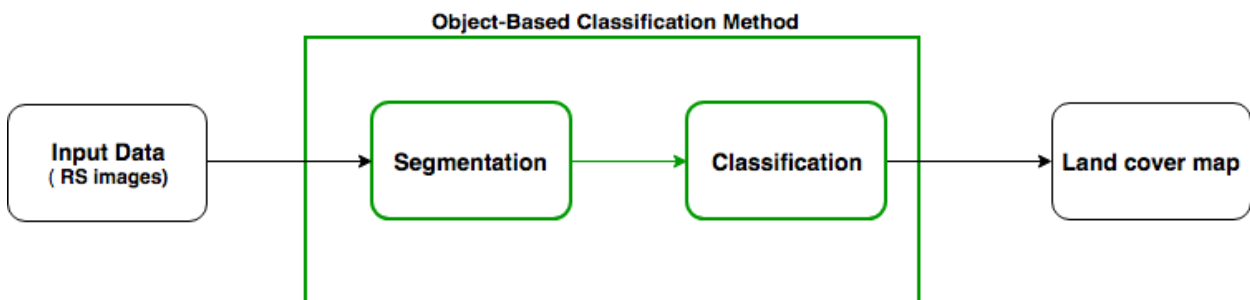 Object-Based Classification Method
Input Data
( RS images)
Segmentation
Classification
Land cover map